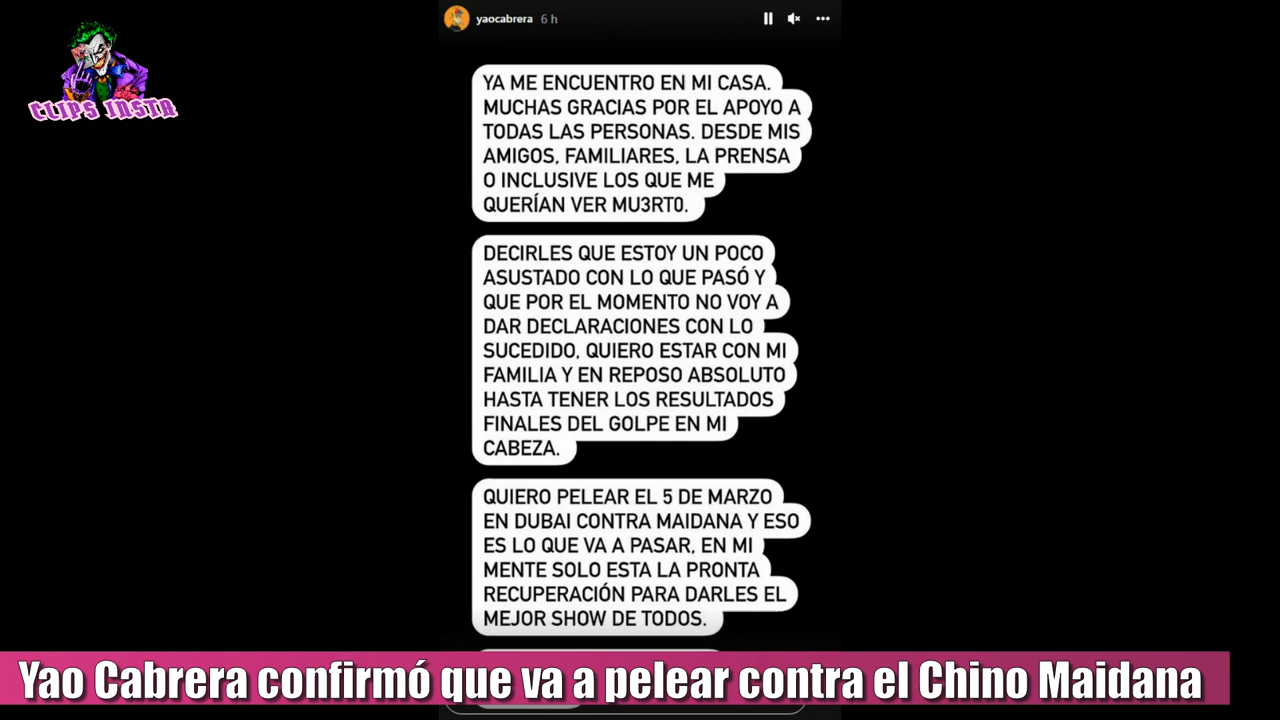 yaocabrera 6 h
CLIPS INSTA
YA ME ENCUENTRO EN MI CASA.
MUCHAS GRACIAS POR EL APOYO A
TODAS LAS PERSONAS. DESDE MIS
AMIGOS, FAMILIARES, LA PRENSA
O INCLUSIVE LOS QUE ME
QUERÍAN VER MU3RT0.
DECIRLES QUE ESTOY UN POCO
ASUSTADO CON LO QUE PASÓ Y
QUE POR EL MOMENTO NO VOY A
DAR DECLARACIONES CON LO
SUCEDIDO, QUIERO ESTAR CON MI
FAMILIA Y EN REPOSO ABSOLUTO
HASTA TENER LOS RESULTADOS
FINALES DEL GOLPE EN MI
CABEZA.
QUIERO PELEAR EL 5 DE MARZO
EN DUBAI CONTRA MAIDANA Y ESO
ES LO QUE VA A PASAR, EN MI
MENTE SOLO ESTA LA PRONTA
RECUPERACIÓN PARA DARLES EL
MEJOR SHOW DE TODOS.
Yao Cabrera confirmó que va a pelear contra el Chino Maidana